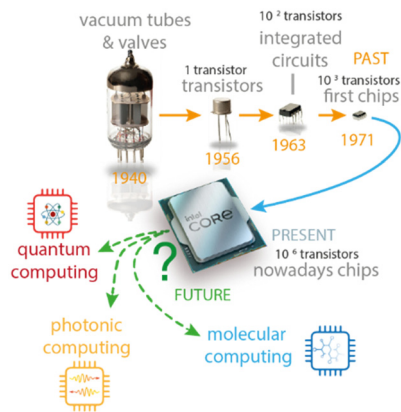 vacuum tubes
& valves
1940
1 transistor
transistors
1956
10 2 transistors
integrated
circuits
1963
PAST
10 3 transistors
first chips
1971
intel
CORE
PRESENT
10 6 transistors
nowadays chips
?
FUTURE
quantum
computing
photonic
computing
molecular
computing